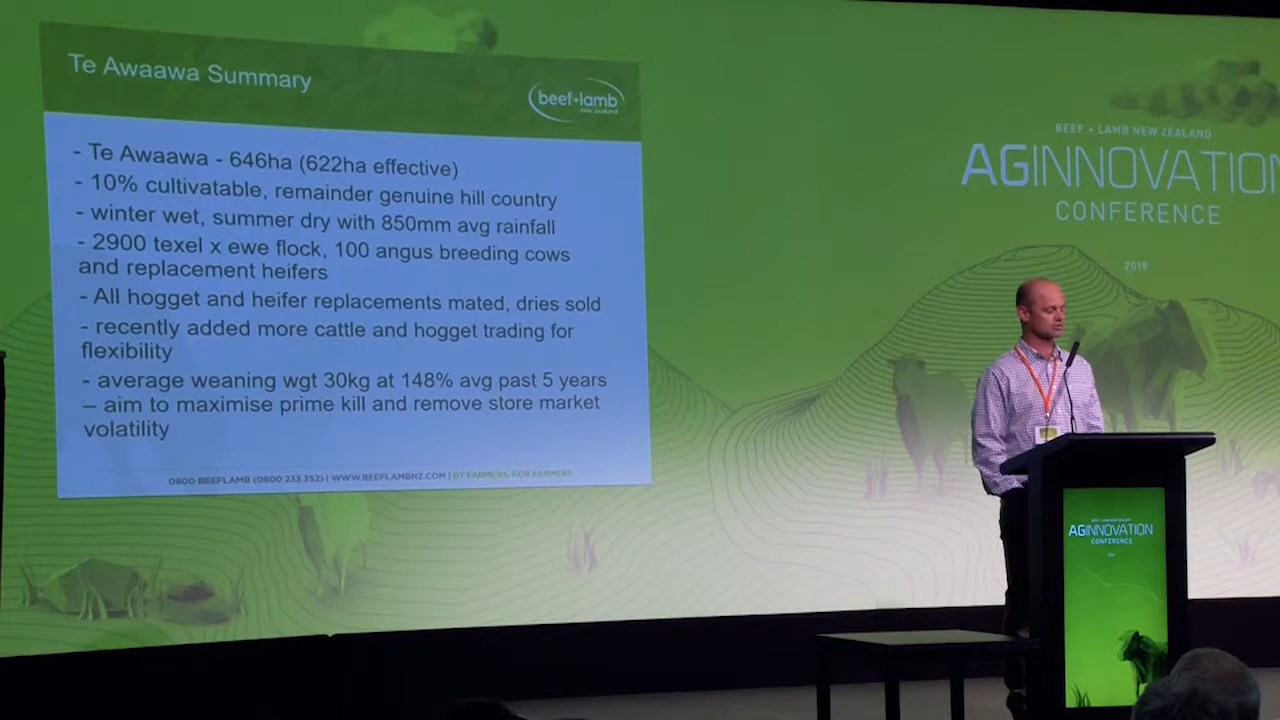 Te Awaawa Summary
beef+lamb
new zealand
- Te Awaawa - 646ha (622ha effective)
- 10% cultivatable, remainder genuine hill country
- winter wet, summer dry with 850mm avg rainfall
- 2900 texel x ewe flock, 100 angus breeding cows
and replacement heifers
- All hogget and heifer replacements mated, dries sold
- recently added more cattle and hogget trading for
flexibility
- average weaning wgt 30kg at 148% avg past 5 years
– aim to maximise prime kill and remove store market
volatility
0800 BEEFLAMB (0800 233 352) | WWW.BEEFLAMBNZ.COM | BY FARMERS. FOR FARMERS
BEEF + LAMB NEW ZEALAND
AGINNOVATION
CONFERENCE
2019
AGINNOVATION
CONFERENCE